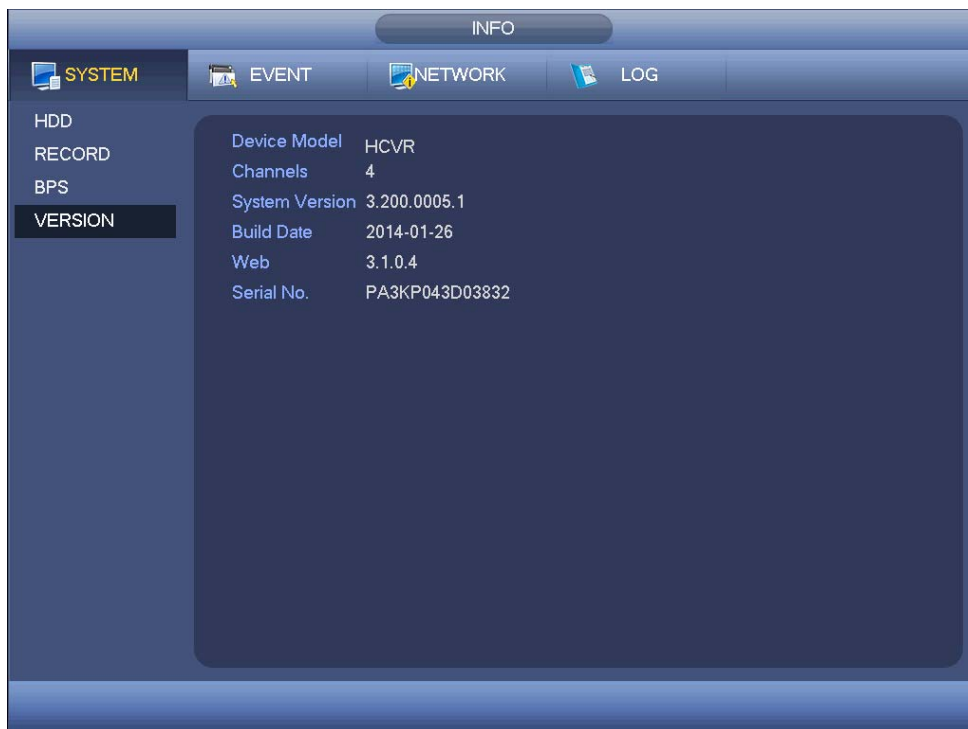 INFO
SYSTEM EVENT NETWORK LOG
HDD
RECORD
BPS
VERSION
Device Model HCVR
Channels 4
System Version 3.200.0005.1
Build Date 2014-01-26
Web 3.1.0.4
Serial No. PA3KP043D03832